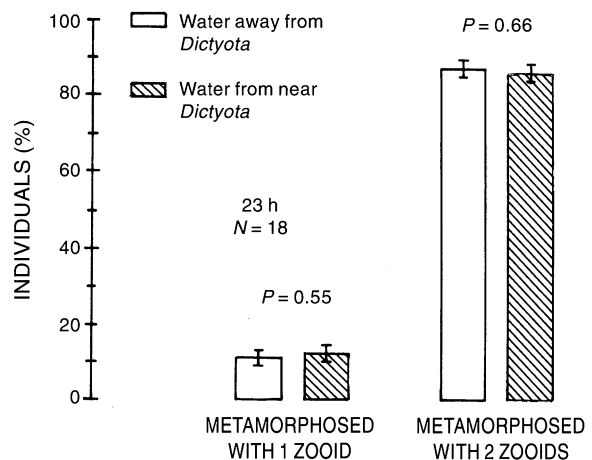 100
80
60
40
20
0
INDIVIDUALS (%)
Water away from
Dictyota
Water from near
Dictyota
23 h
N = 18
P = 0.55
P = 0.66
METAMORPHOSED
WITH 1 ZOOID
METAMORPHOSED
WITH 2 ZOOIDS